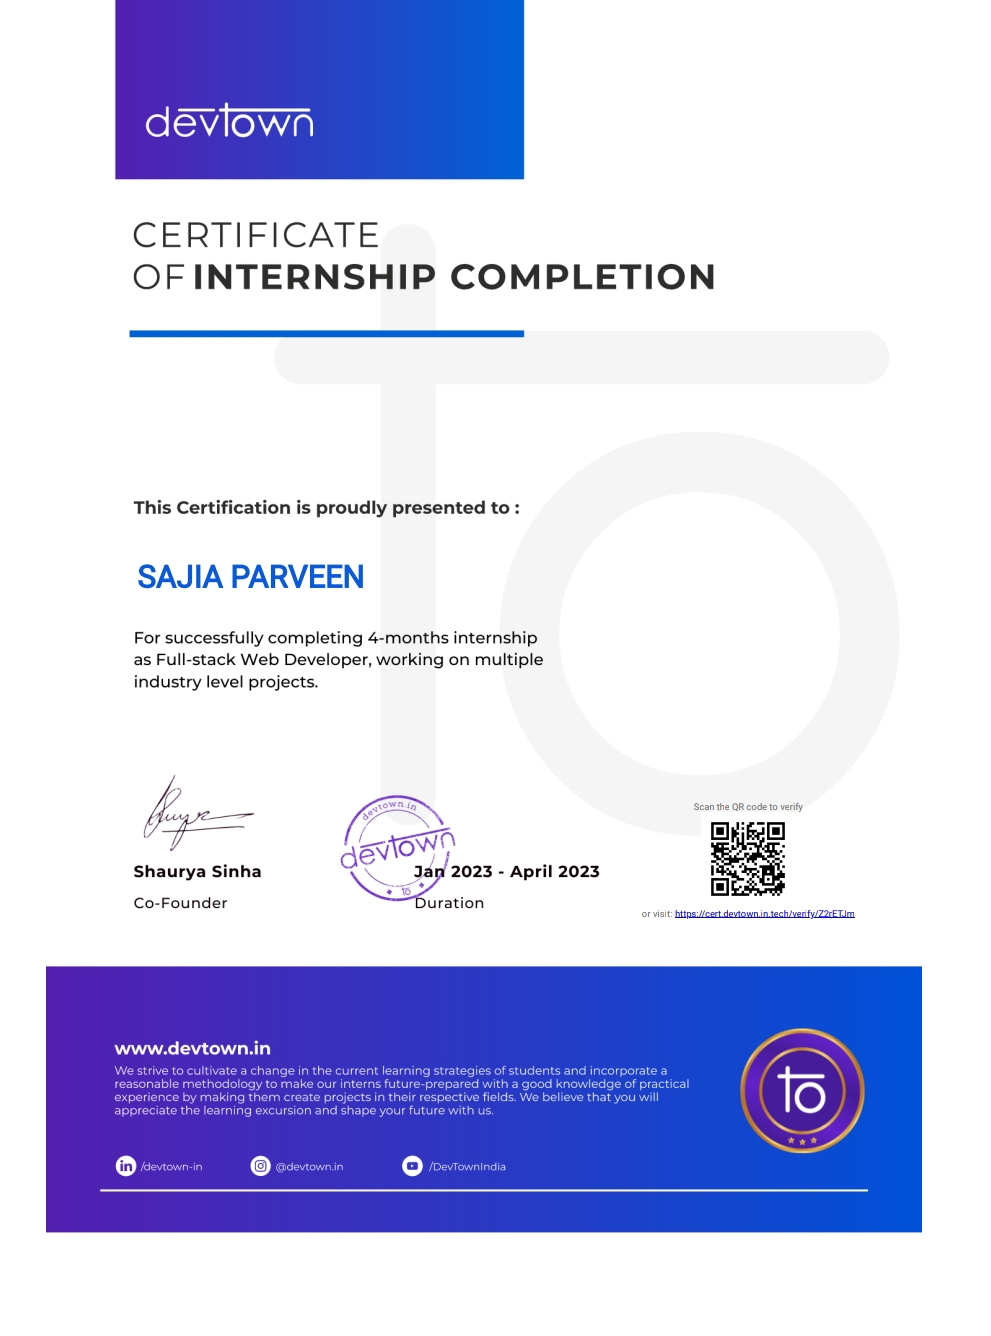 devtown
CERTIFICATE
OF INTERNSHIP COMPLETION
This Certification is proudly presented to :
SAJIA PARVEEN
For successfully completing 4-months internship
as Full-stack Web Developer, working on multiple
industry level projects.
Shaurya Sinha
Co-Founder
devtown.in
devtown
to
Jan 2023 - April 2023
Duration
Scan the QR code to verify
or visit: https://cert.devtown.in.tech/verify/Z2rETJm
www.devtown.in
We strive to cultivate a change in the current learning strategies of students and incorporate a
reasonable methodology to make our interns future-prepared with a good knowledge of practical
experience by making them create projects in their respective fields. We believe that you will
appreciate the learning excursion and shape your future with us.
to
/devtown-in
@devtown.in
/DevTownIndia